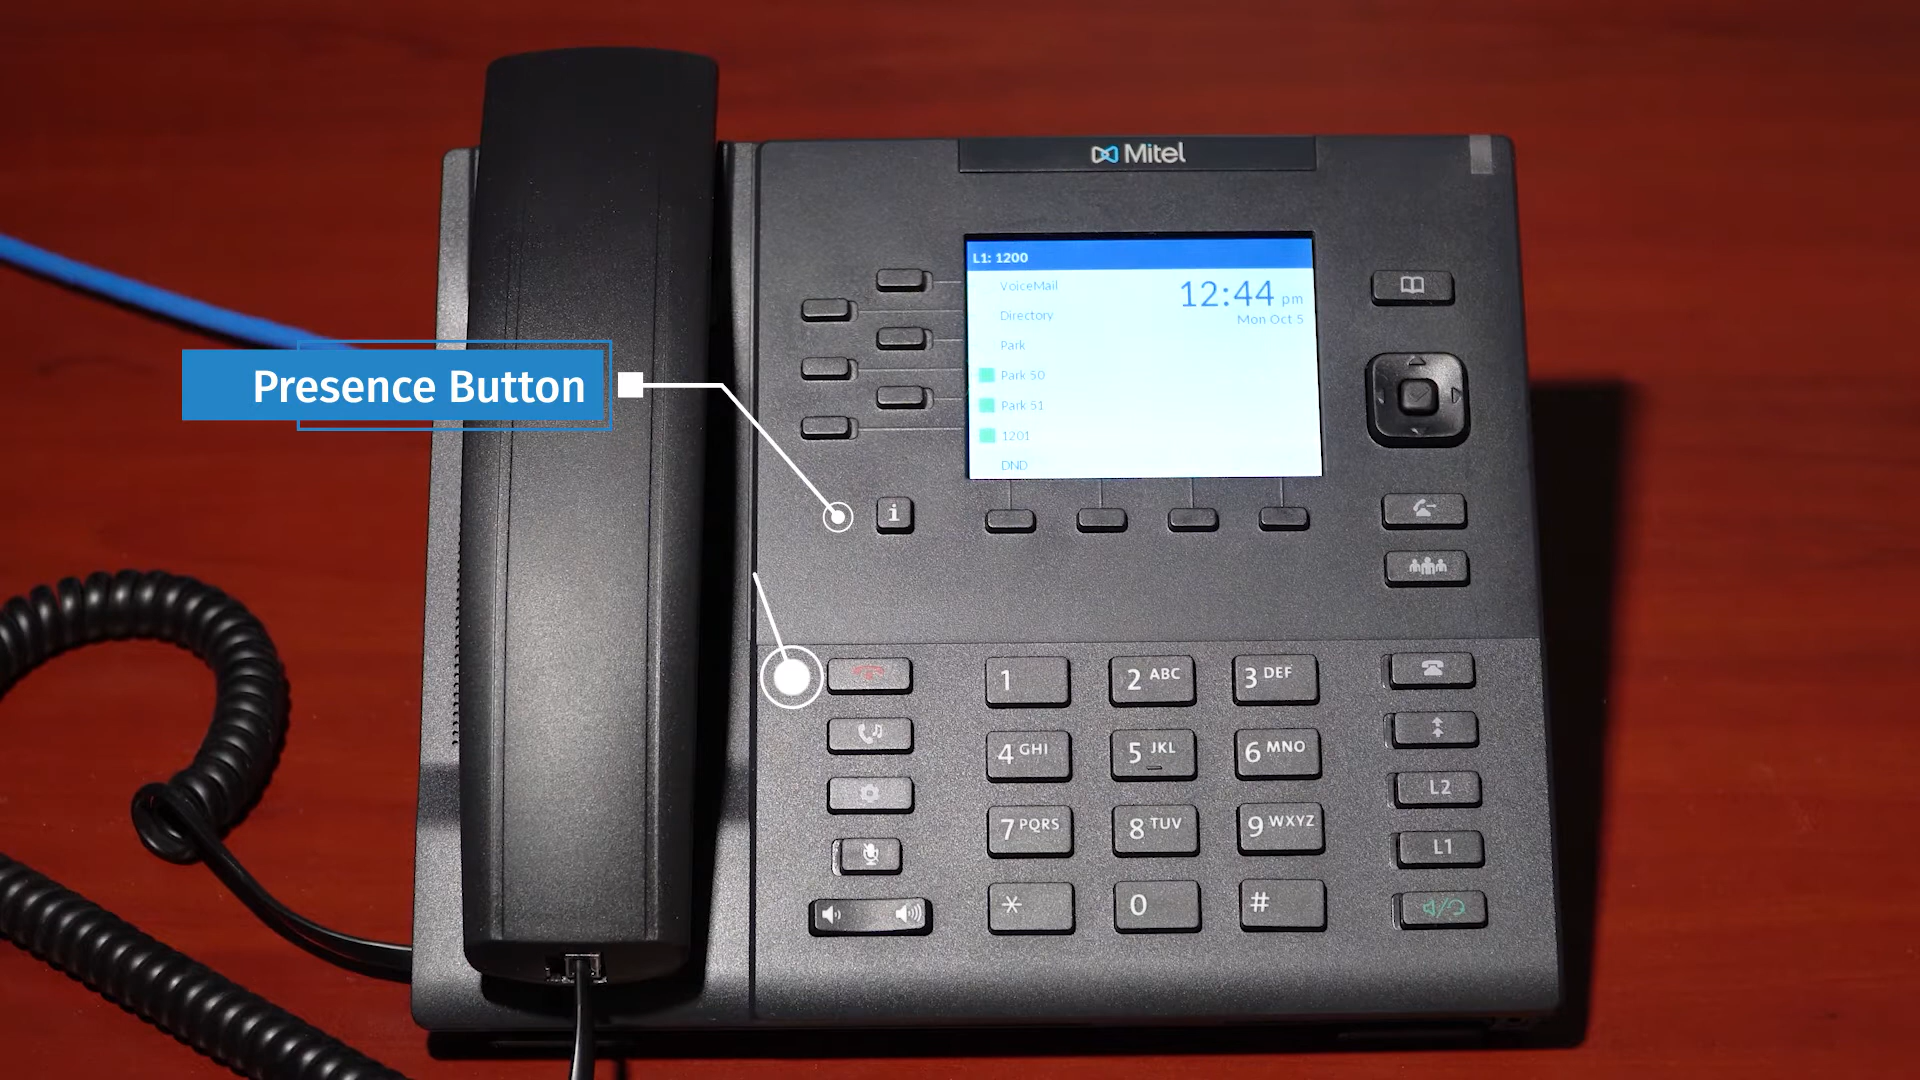 Mitel
L1: 1200
VoiceMail
12:44 pm
Directory
Mon Oct 5
Park
Park 50
Park 51
1201
DND
Presence Button
i
1
2 ABC
3 DEF
4 GHI
5 JKL
6 MNO
L2
7 PQRS
8 TUV
9 WXYZ
L1
*
0
#